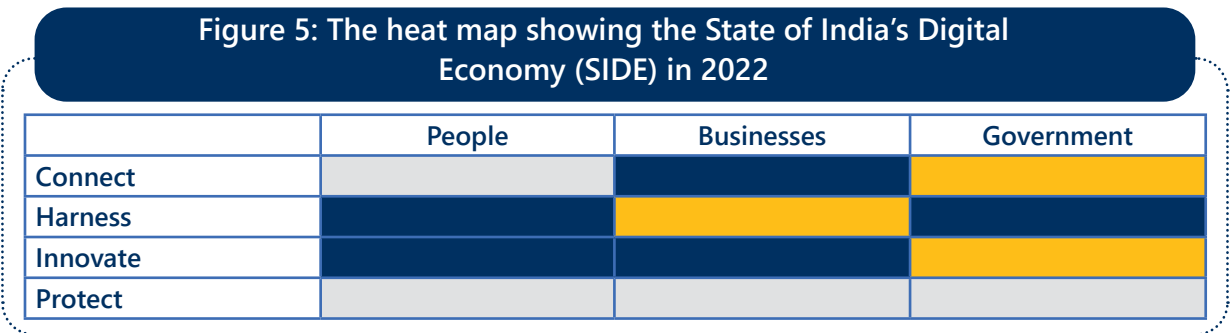 Figure 5: The heat map showing the State of India’s Digital
Economy (SIDE) in 2022
People Businesses Government
Connect
Harness
Innovate
Protect